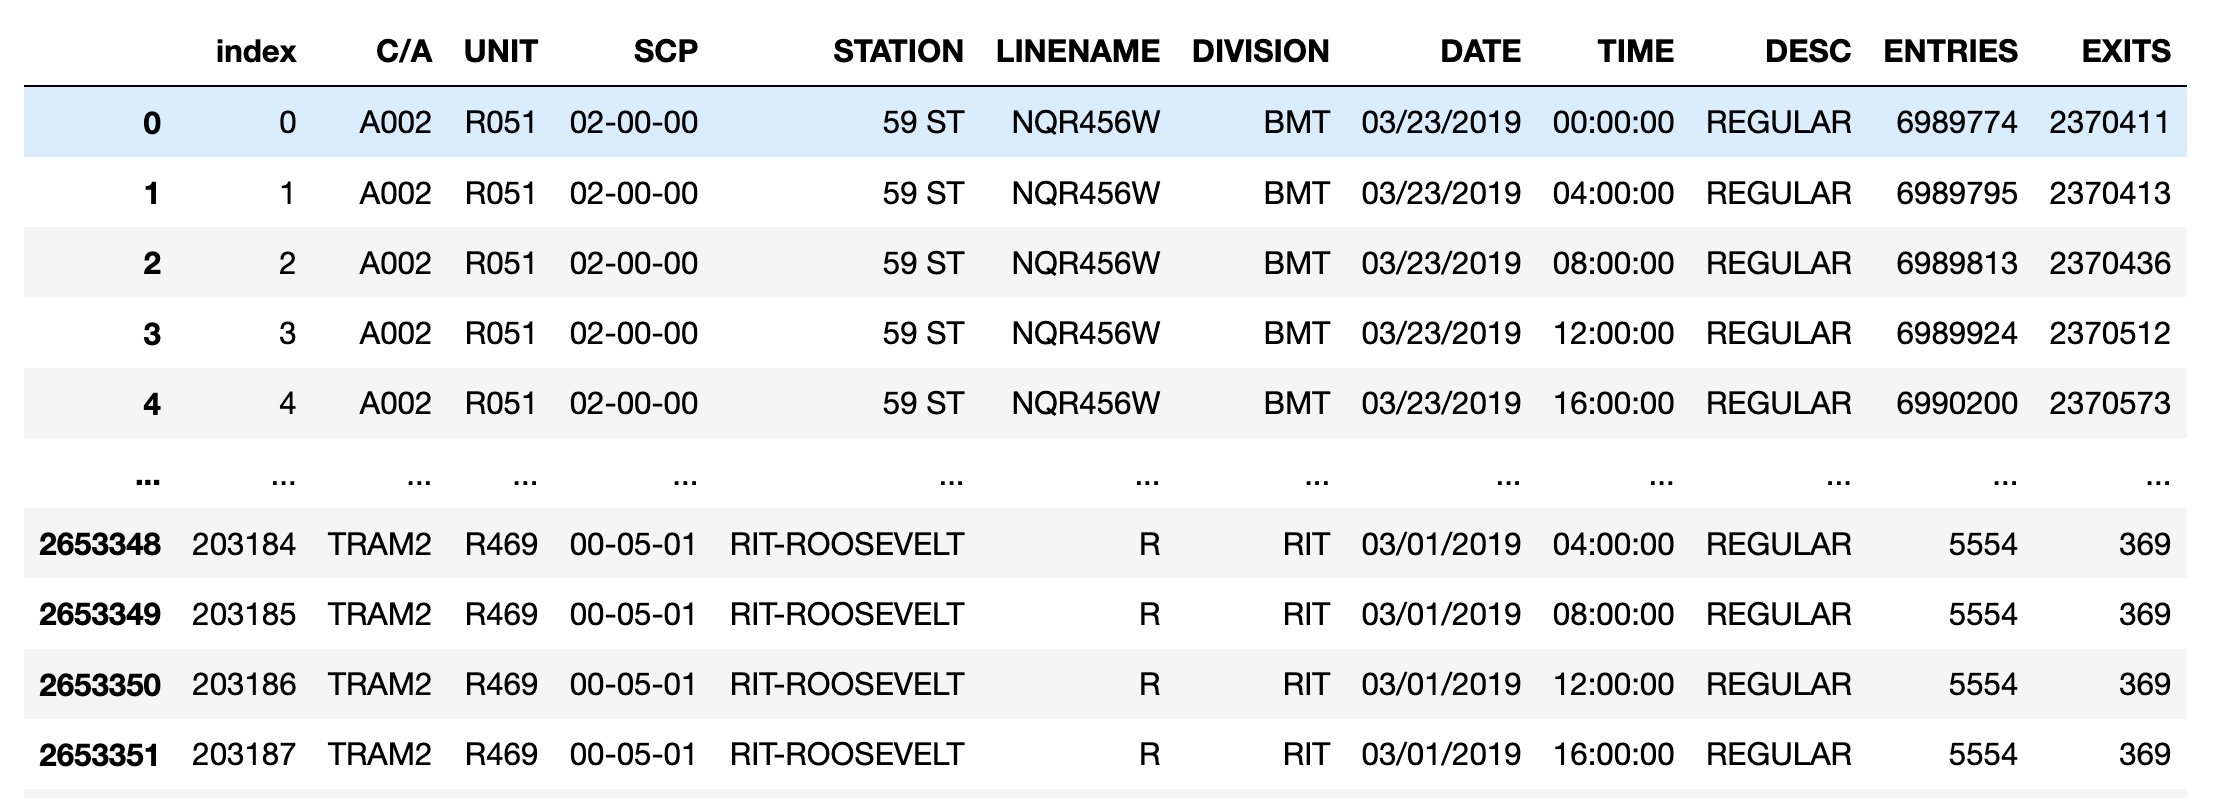 index C/A UNIT SCP STATION LINENAME DIVISION DATE TIME DESC ENTRIES EXITS
0 0 A002 R051 02-00-00 59 ST NQR456W BMT 03/23/2019 00:00:00 REGULAR 6989774 2370411
1 1 A002 R051 02-00-00 59 ST NQR456W BMT 03/23/2019 04:00:00 REGULAR 6989795 2370413
2 2 A002 R051 02-00-00 59 ST NQR456W BMT 03/23/2019 08:00:00 REGULAR 6989813 2370436
3 3 A002 R051 02-00-00 59 ST NQR456W BMT 03/23/2019 12:00:00 REGULAR 6989924 2370512
4 4 A002 R051 02-00-00 59 ST NQR456W BMT 03/23/2019 16:00:00 REGULAR 6990200 2370573
... ... ... ... ... ... ... ... ... ... ... ... ...
2653348 203184 TRAM2 R469 00-05-01 RIT-ROOSEVELT R RIT 03/01/2019 04:00:00 REGULAR 5554 369
2653349 203185 TRAM2 R469 00-05-01 RIT-ROOSEVELT R RIT 03/01/2019 08:00:00 REGULAR 5554 369
2653350 203186 TRAM2 R469 00-05-01 RIT-ROOSEVELT R RIT 03/01/2019 12:00:00 REGULAR 5554 369
2653351 203187 TRAM2 R469 00-05-01 RIT-ROOSEVELT R RIT 03/01/2019 16:00:00 REGULAR 5554 369